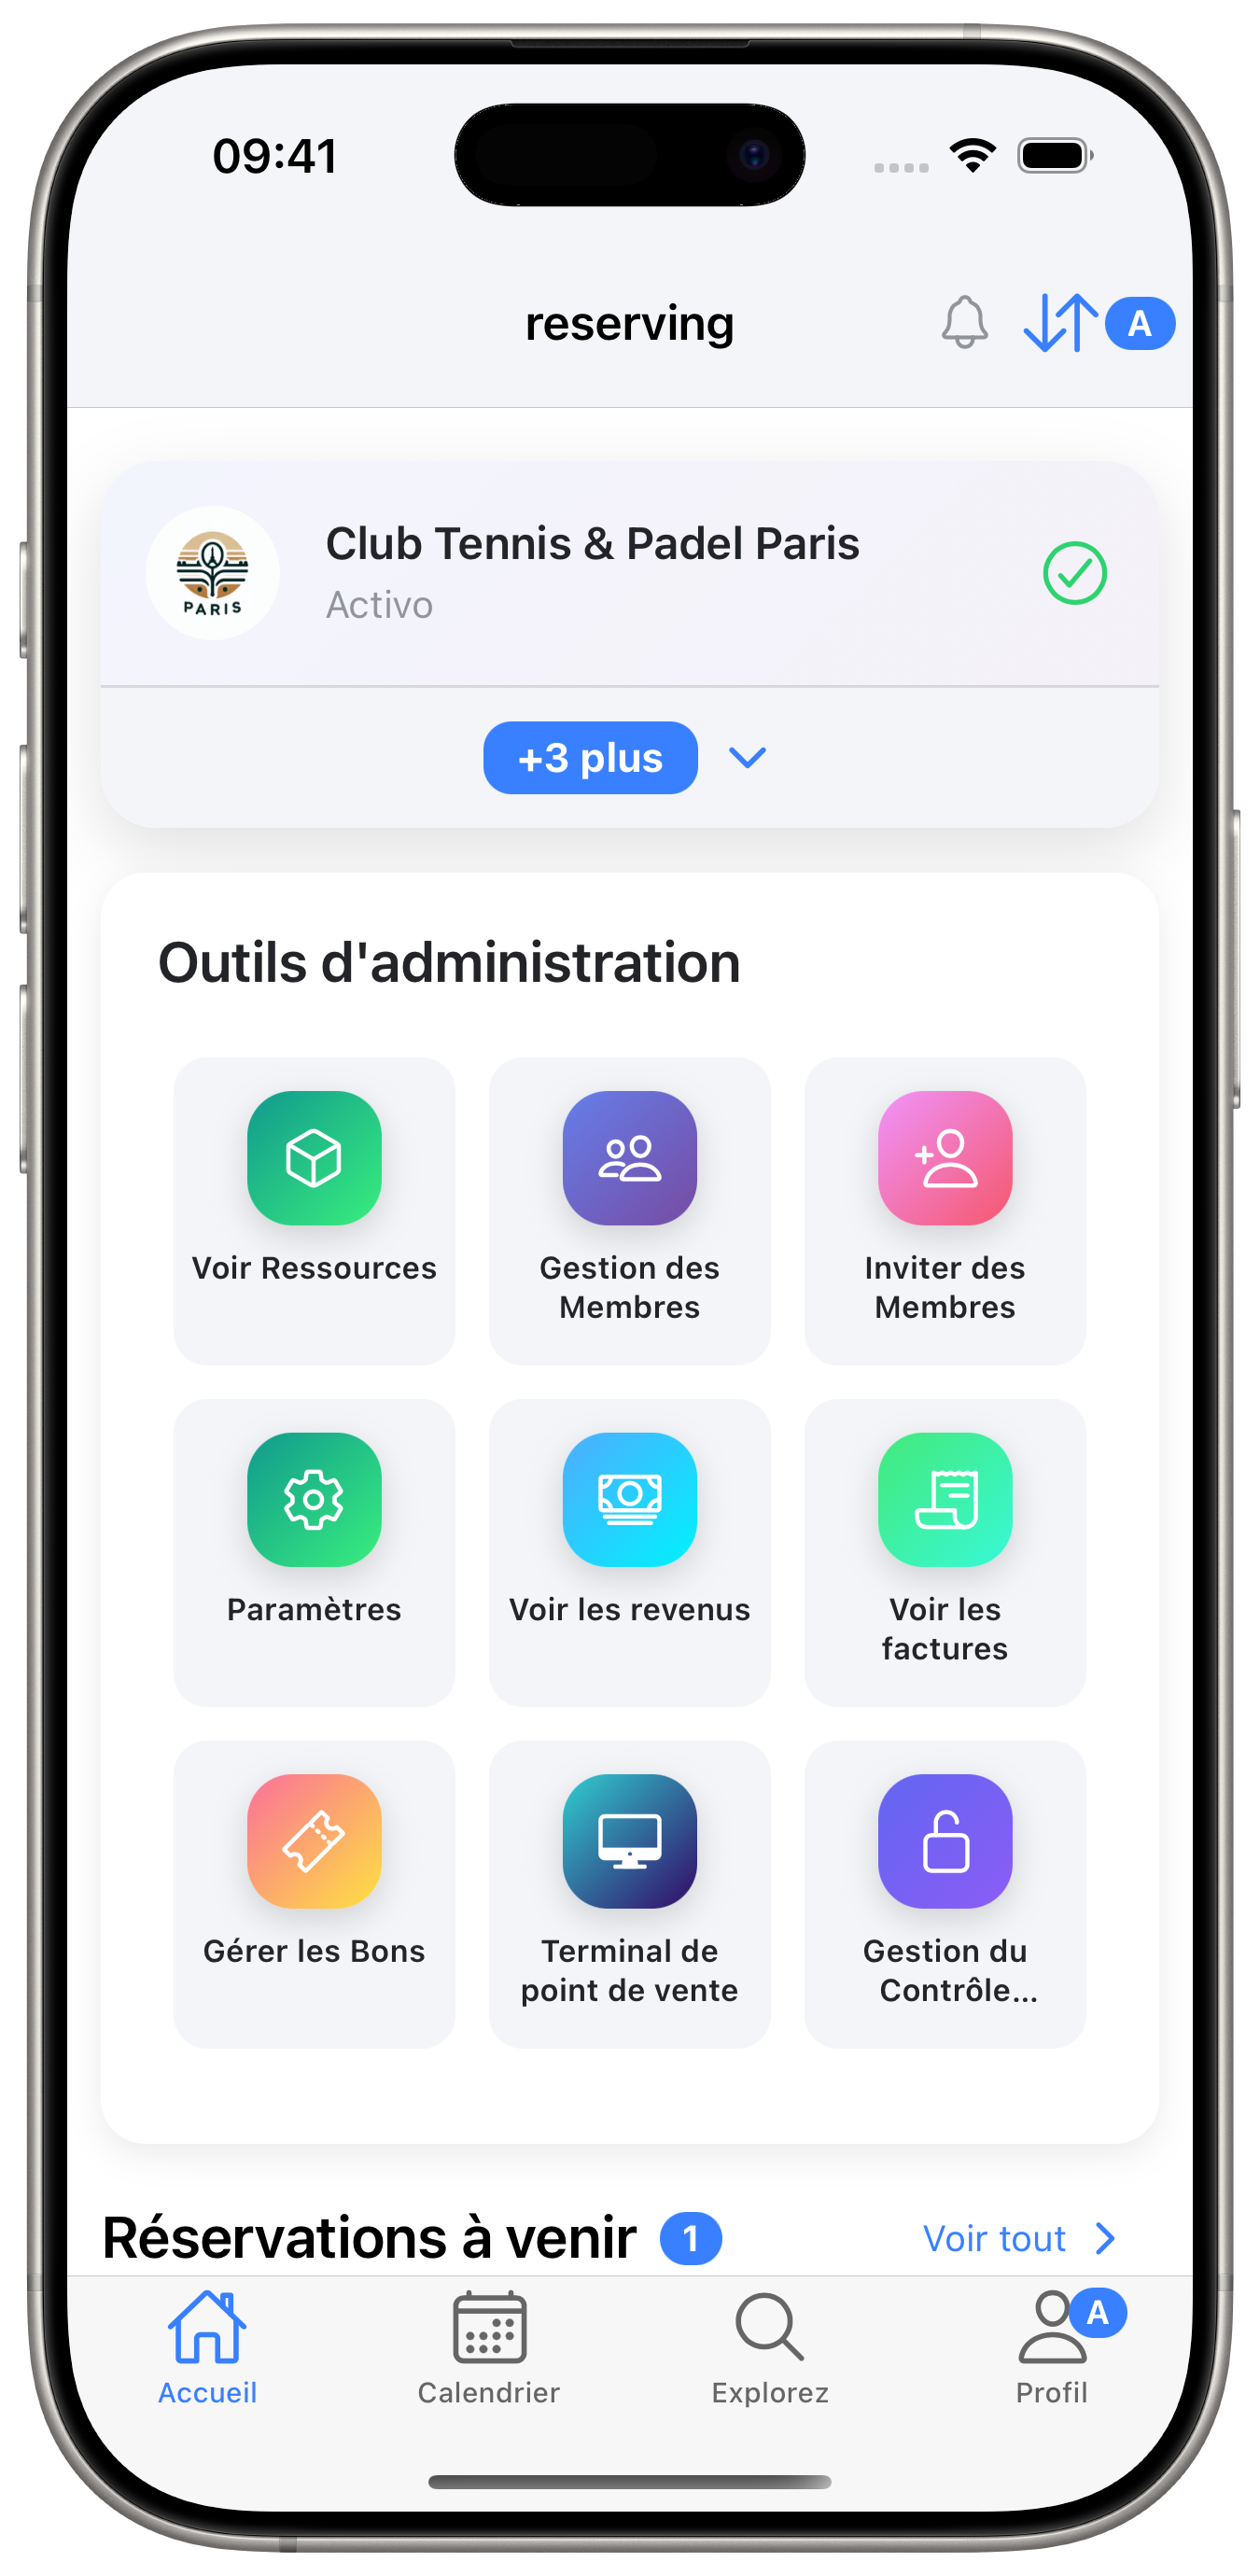 09:41
reserving
A
PARIS
Club Tennis & Padel Paris
Activo
+3 plus
Outils d'administration
Voir Ressources
Gestion des
Membres
Inviter des
Membres
Paramètres
Voir les revenus
Voir les
factures
Gérer les Bons
Terminal de
point de vente
Gestion du
Contrôle...
Réservations à venir 1
Voir tout
A
Accueil
Calendrier
Explorez
Profil